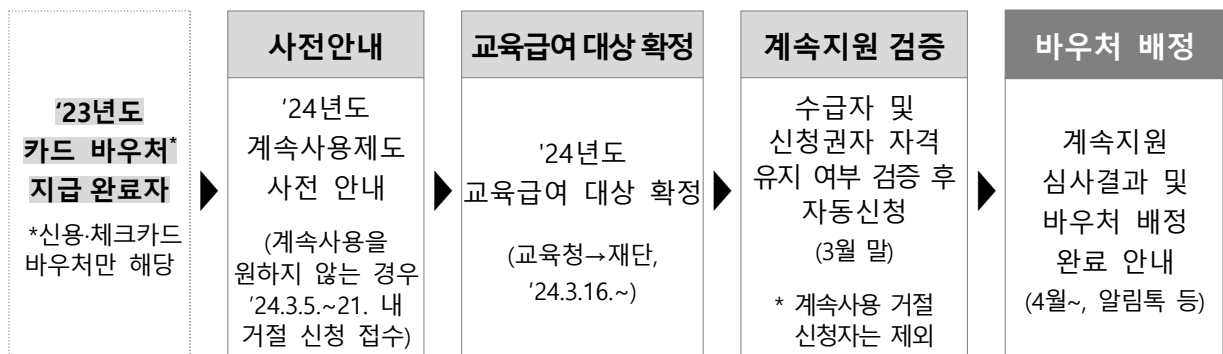 ‘23년도
카드 바우처*
지급 완료자
*신용·체크카드
바우처만 해당
사전안내
‘24년도
계속사용제도
사전 안내
(계속사용을
원하지 않는 경우
’24.3.5.~21. 내
거절 신청 접수)
교육급여 대상 확정
'24년도
교육급여 대상 확정
(교육청→재단,
’24.3.16.~)
계속지원 검증
수급자 및
신청권자 자격
유지 여부 검증 후
자동신청
(3월 말)
* 계속사용 거절
신청자는 제외
바우처 배정
계속지원
심사결과 및
바우처 배정
완료 안내
(4월~, 알림톡 등)